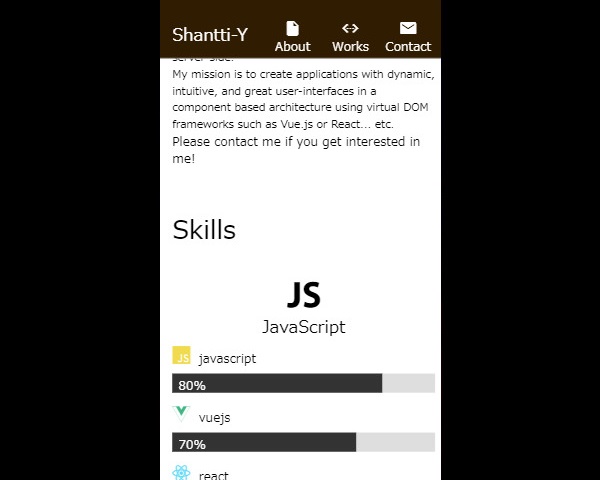 Shantti-Y
About Works Contact
server-side.
My mission is to create applications with dynamic,
intuitive, and great user-interfaces in a
component based architecture using virtual DOM
frameworks such as Vue.js or React... etc.
Please contact me if you get interested in
me!
Skills
JS
JavaScript
JS javascript
80%
vuejs
70%
react